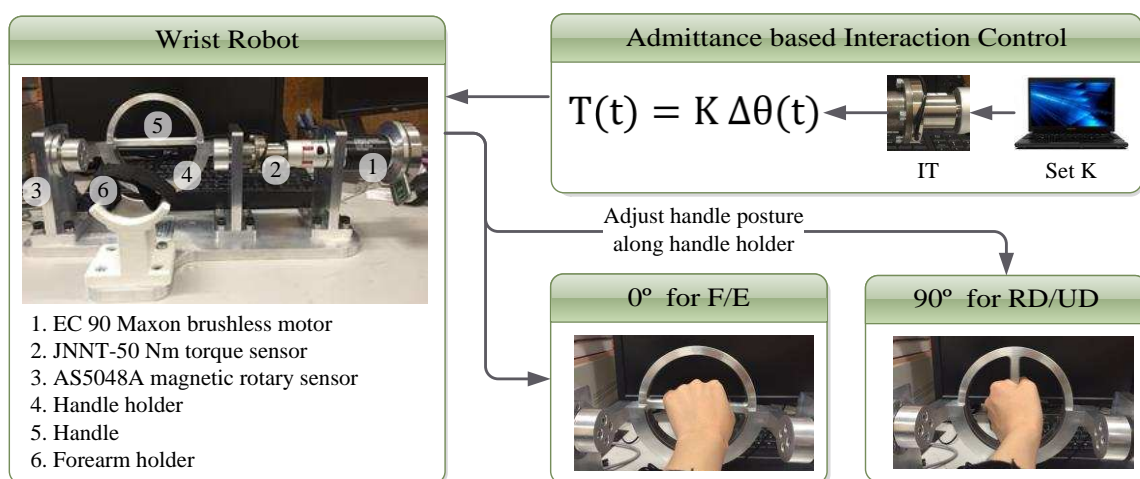 Wrist Robot
5
4
2
1
3
6
1. EC 90 Maxon brushless motor
2. JNNT-50 Nm torque sensor
3. AS5048A magnetic rotary sensor
4. Handle holder
5. Handle
6. Forearm holder
Admittance based Interaction Control
T(t) = K Δθ(t)
IT
Set K
Adjust handle posture
along handle holder
0º for F/E
90º for RD/UD